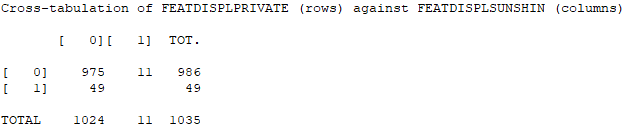 Cross-tabulation of FEATDISPLPRIVATE (rows) against FEATDISPLSUNSHIN (columns)
[ 0][ 1] TOT.
[ 0] 975 11 986
[ 1] 49 49
TOTAL 1024 11 1035